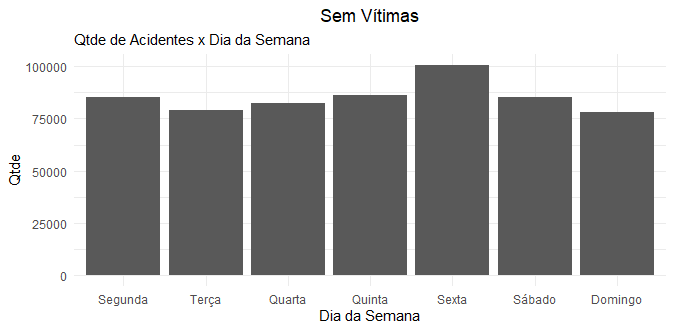 Sem Vítimas
Qtde de Acidentes x Dia da Semana
Qtde
100000
75000
50000
25000
0
Segunda Terça Quarta Quinta Sexta Sábado Domingo
Dia da Semana